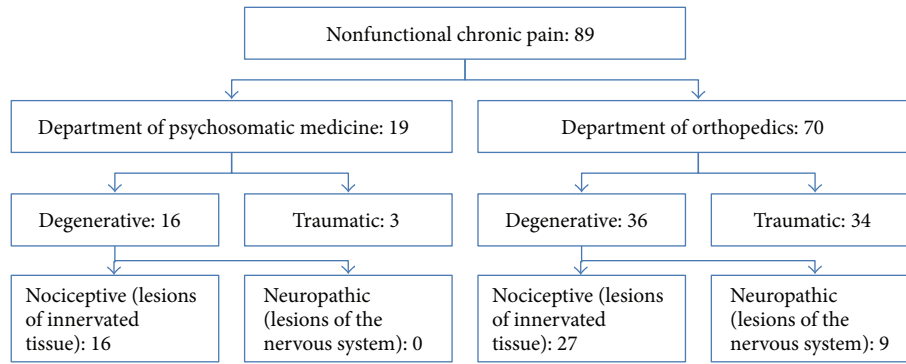 Nonfunctional chronic pain: 89
Department of psychosomatic medicine: 19
Department of orthopedics: 70
Degenerative: 16
Traumatic: 3
Degenerative: 36
Traumatic: 34
Nociceptive (lesions
of innervated
tissue): 16
Neuropathic
(lesions of the
nervous system): 0
Nociceptive (lesions
of innervated
tissue): 27
Neuropathic
(lesions of the
nervous system): 9